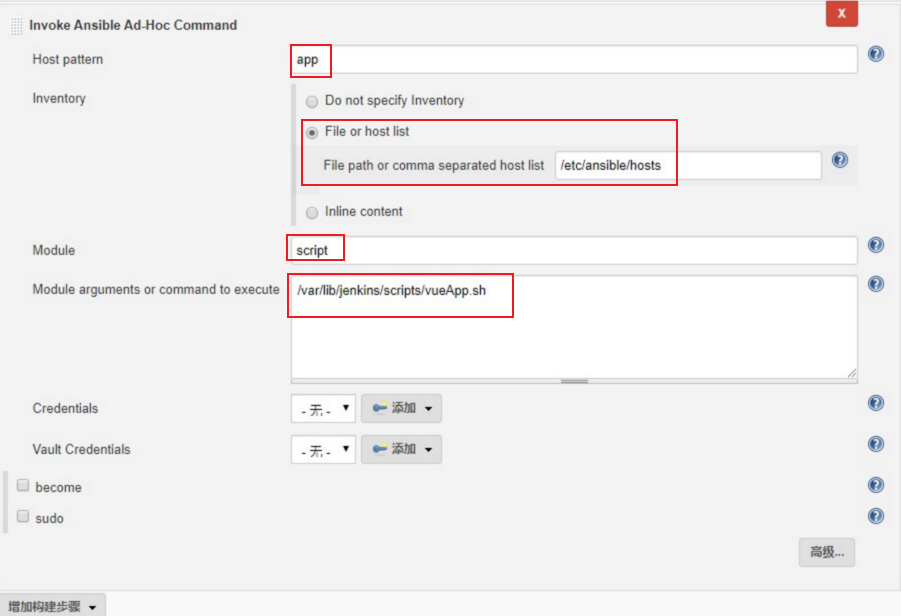 Invoke Ansible Ad-Hoc Command
X
Host pattern
app
Inventory
Do not specify Inventory
File or host list
File path or comma separated host list
/etc/ansible/hosts
Inline content
Module
script
Module arguments or command to execute
/var/lib/jenkins/scripts/vueApp.sh
Credentials
- 无 -
添加
Vault Credentials
- 无 -
添加
become
sudo
高级...
增加构建步骤